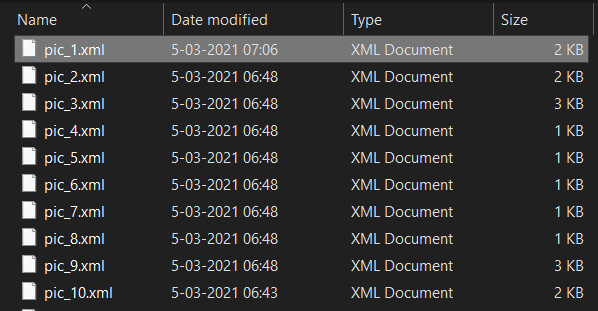 Name Date modified Type Size
pic_1.xml 5-03-2021 07:06 XML Document 2 KB
pic_2.xml 5-03-2021 06:48 XML Document 2 KB
pic_3.xml 5-03-2021 06:48 XML Document 3 KB
pic_4.xml 5-03-2021 06:48 XML Document 1 KB
pic_5.xml 5-03-2021 06:48 XML Document 1 KB
pic_6.xml 5-03-2021 06:48 XML Document 1 KB
pic_7.xml 5-03-2021 06:48 XML Document 1 KB
pic_8.xml 5-03-2021 06:48 XML Document 1 KB
pic_9.xml 5-03-2021 06:48 XML Document 3 KB
pic_10.xml 5-03-2021 06:43 XML Document 2 KB